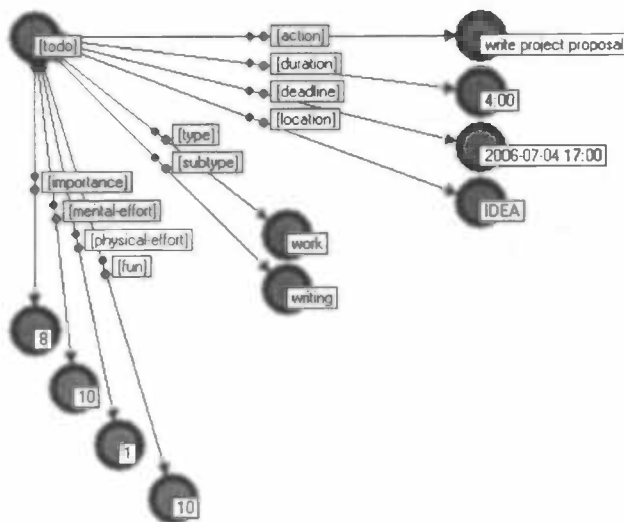 [todo]
[action]
write project proposal
[duration]
4:00
[deadline]
2006-07-04 17:00
[location]
IDEA
[type]
work
[subtype]
writing
[importance]
8
[mental-effort]
10
[physical-effort]
1
[fun]
10